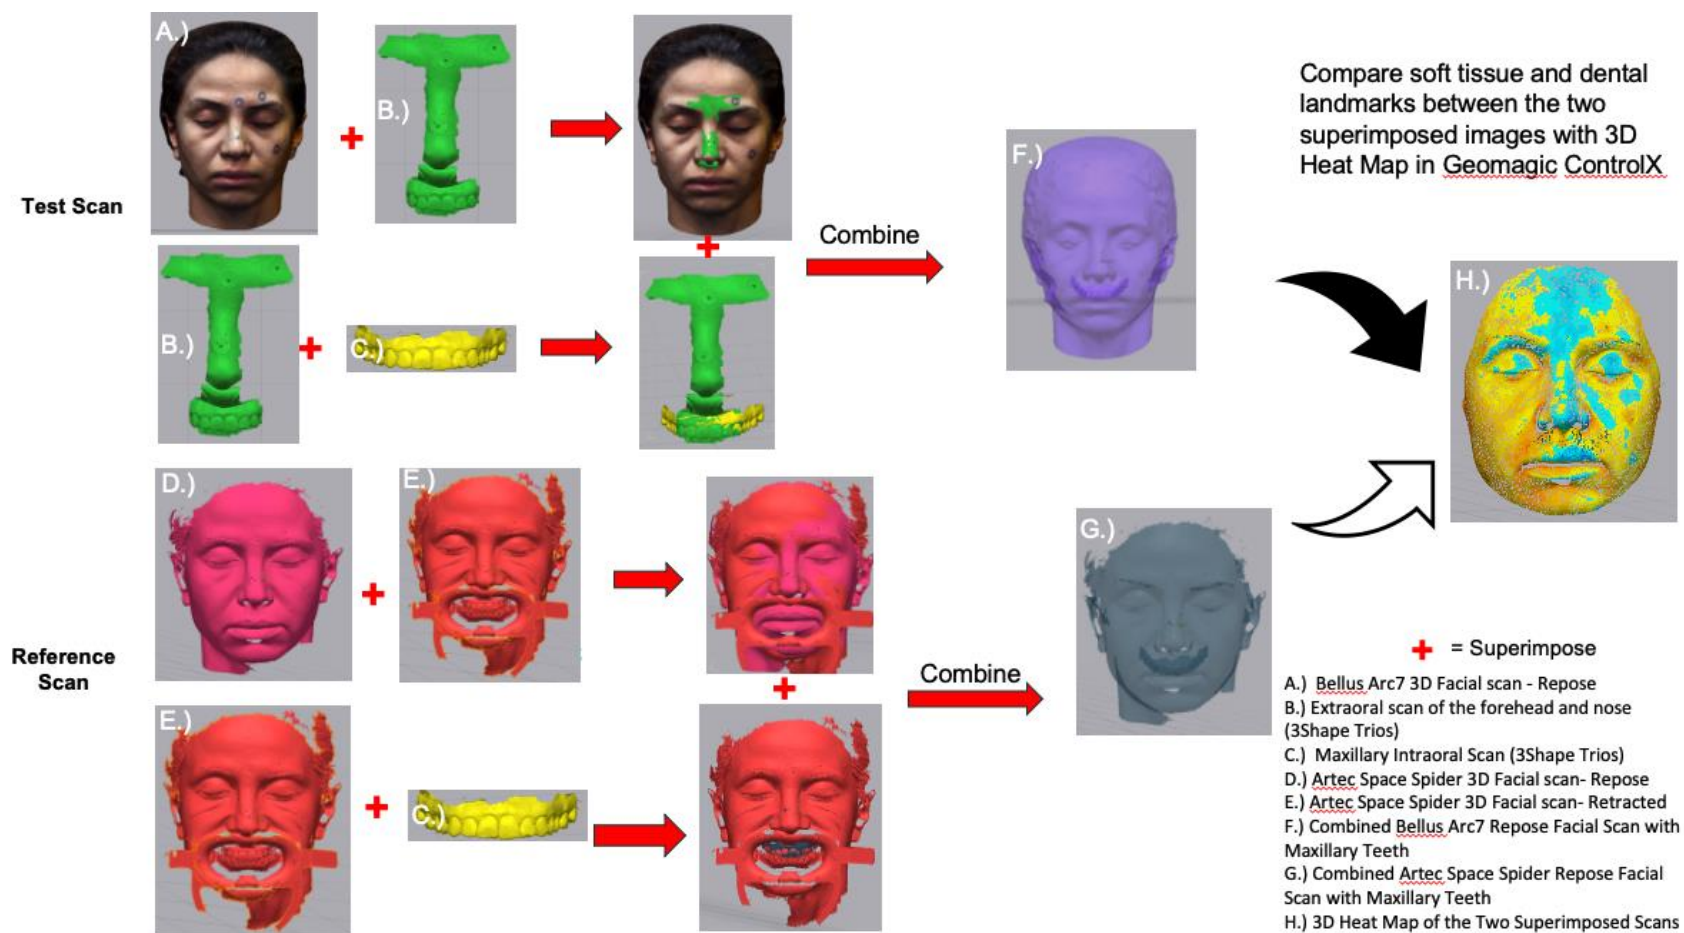 A.)
B.)
Compare soft tissue and dental
landmarks between the two
superimposed images with 3D
Heat Map in Geomagic ControlX
F.)
Test Scan
Combine
H.)
B.)
C.)
D.)
E.)
G.)
Reference
Scan
Combine
E.)
C.)
= Superimpose
A.) Bellus Arc7 3D Facial scan - Repose
B.) Extraoral scan of the forehead and nose
(3Shape Trios)
C.) Maxillary Intraoral Scan (3Shape Trios)
D.) Artec Space Spider 3D Facial scan- Repose
E.) Artec Space Spider 3D Facial scan- Retracted
F.) Combined Bellus Arc7 Repose Facial Scan with
Maxillary Teeth
G.) Combined Artec Space Spider Repose Facial
Scan with Maxillary Teeth
H.) 3D Heat Map of the Two Superimposed Scans